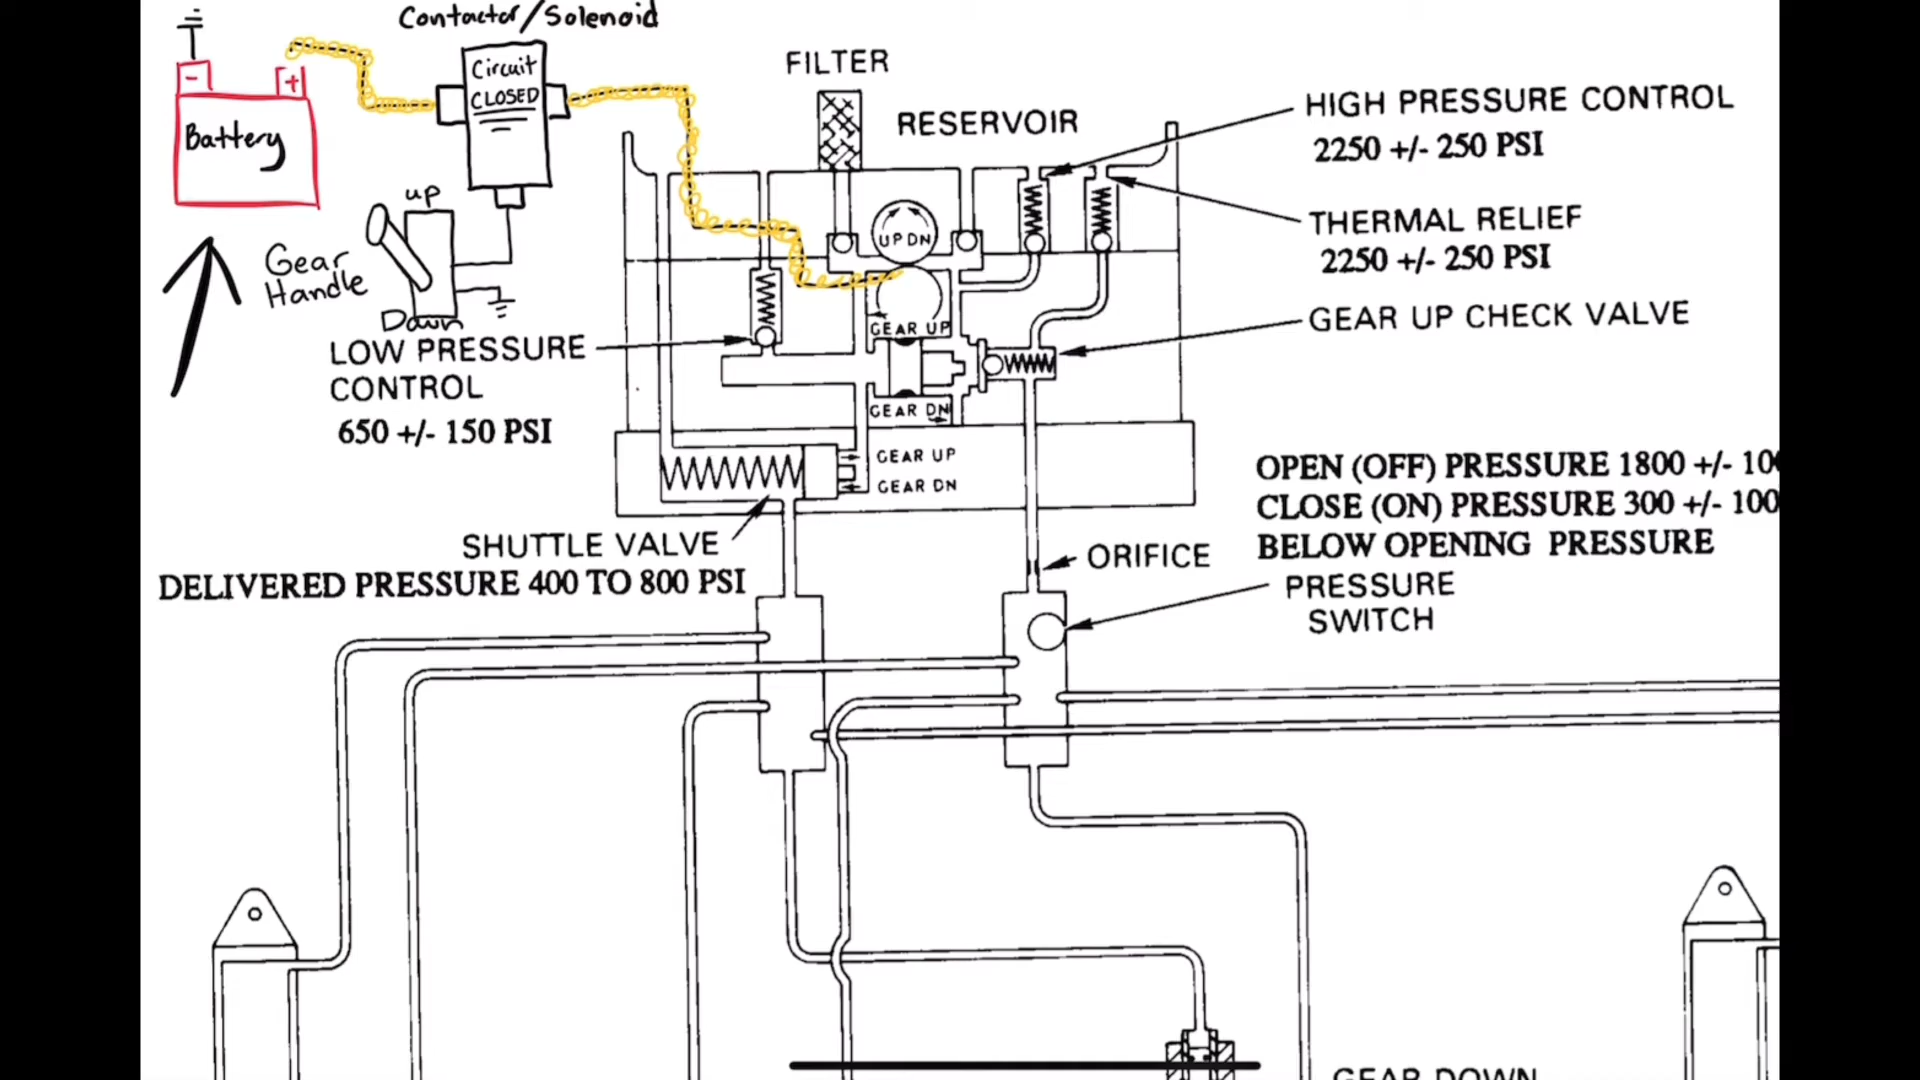 Contactor/Solenoid
-
+
Battery
Circuit
CLOSED
up
Gear
Handle
Down
FILTER
RESERVOIR
UP DN
HIGH PRESSURE CONTROL
2250 +/- 250 PSI
THERMAL RELIEF
2250 +/- 250 PSI
GEAR UP CHECK VALVE
LOW PRESSURE
CONTROL
650 +/- 150 PSI
GEAR UP
GEAR DN
GEAR UP
GEAR DN
SHUTTLE VALVE
DELIVERED PRESSURE 400 TO 800 PSI
ORIFICE
OPEN (OFF) PRESSURE 1800 +/- 10
CLOSE (ON) PRESSURE 300 +/- 100
BELOW OPENING PRESSURE
PRESSURE
SWITCH
GEAR DOWN